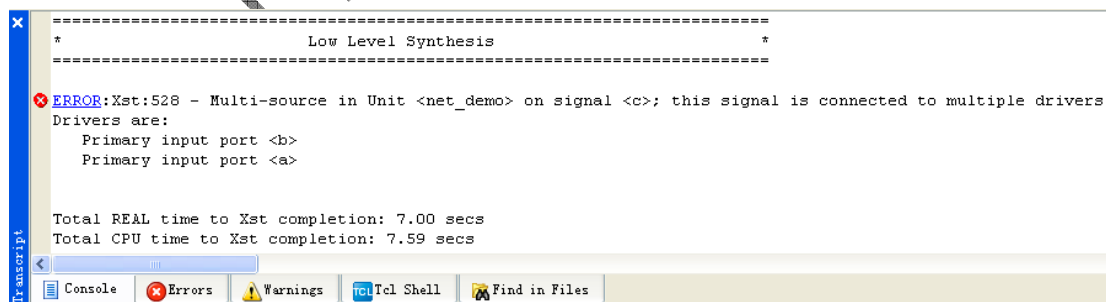 =========================================================================
* Low Level Synthesis *
=========================================================================
ERROR:Xst:528 - Multi-source in Unit <net_demo> on signal <c>; this signal is connected to multiple drivers
Drivers are:
Primary input port <b>
Primary input port <a>
Total REAL time to Xst completion: 7.00 secs
Total CPU time to Xst completion: 7.59 secs
Transcript
Console Errors Warnings TCL Tcl Shell Find in Files